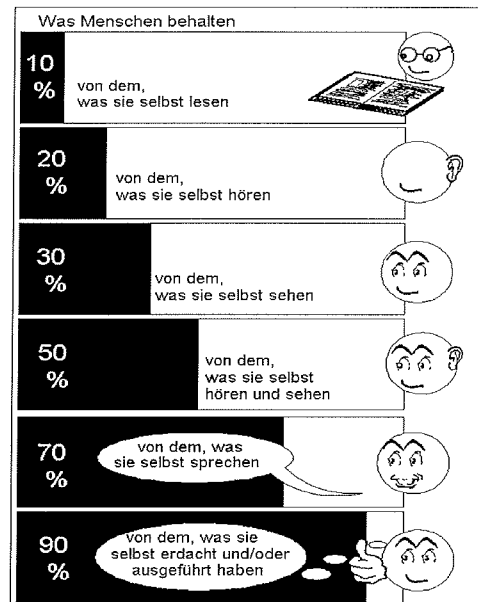 Was Menschen behalten
10
%
von dem,
was sie selbst lesen
20
%
von dem,
was sie selbst hören
30
%
von dem,
was sie selbst sehen
50
%
von dem,
was sie selbst
hören und sehen
70
%
von dem, was
sie selbst sprechen
90
%
von dem, was sie
selbst erdacht und/oder
ausgeführt haben